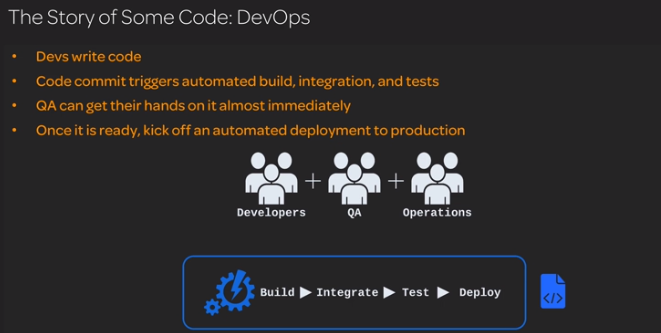 The Story of Some Code: DevOps
• Devs write code
• Code commit triggers automated build, integration, and tests
• QA can get their hands on it almost immediately
• Once it is ready, kick off an automated deployment to production
+ +
Developers QA Operations
Build ▶ Integrate ▶ Test ▶ Deploy
</>